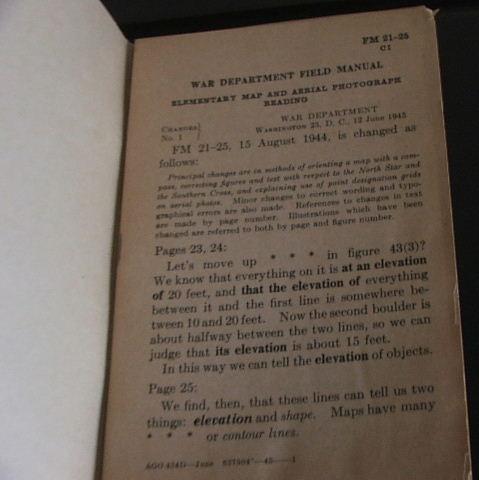 FM 21-25
C1
WAR DEPARTMENT FIELD MANUAL
ELEMENTARY MAP AND AERIAL PHOTOGRAPH
READING
CHANGES
No. 1
WAR DEPARTMENT
WASHINGTON 25, D. C., 12 June 1945
FM 21-25, 15 August 1944, is changed as
follows:
Principal changes are in methods of orienting a map with a com-
pass, correcting figures and text with respect to the North Star and
the Southern Cross, and explaining use of point designation grids
on aerial photos. Minor changes to correct wording and typo-
graphical errors are also made. References to changes in text
are made by page number. Illustrations which have been
changed are referred to both by page and figure number.
Pages 23, 24:
Let's move up * * * in figure 43(3)?
We know that everything on it is at an elevation
of 20 feet, and that the elevation of everything
between it and the first line is somewhere be-
tween 10 and 20 feet. Now the second boulder is
about halfway between the two lines, so we can
judge that its elevation is about 15 feet.
In this way we can tell the elevation of objects.
Page 25:
We find, then, that these lines can tell us two
things: elevation and shape. Maps have many
* * * or contour lines.
AGO 434D—June